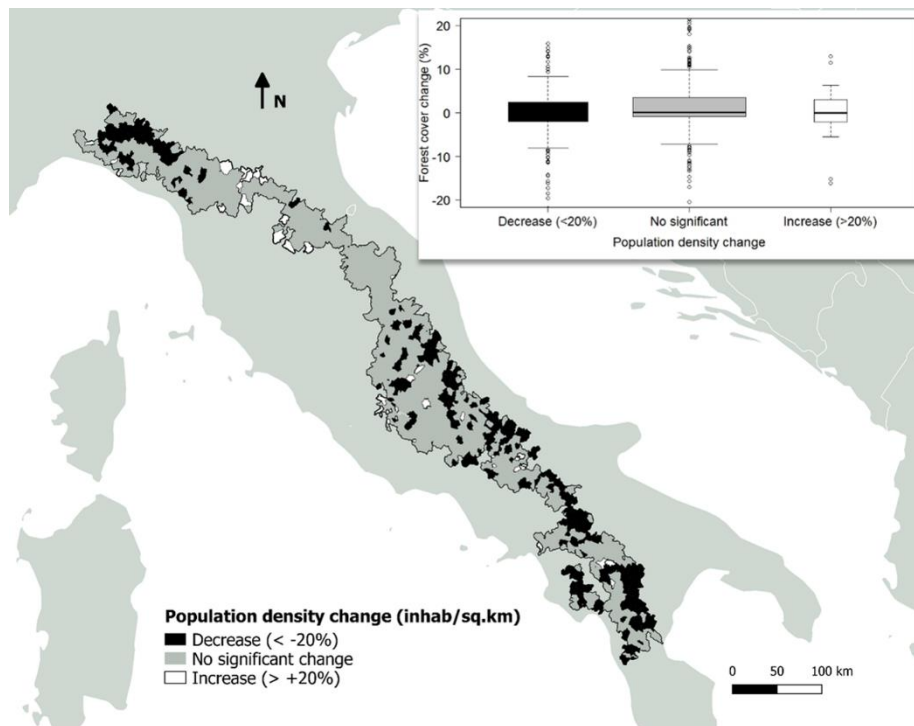 20
10
0
-10
-20
Forest cover change (%)
Decrease (<20%) No significant Increase (>20%)
Population density change
N
Population density change (inhab/sq.km)
Decrease (< -20%)
No significant change
Increase (> +20%)
0 50 100 km